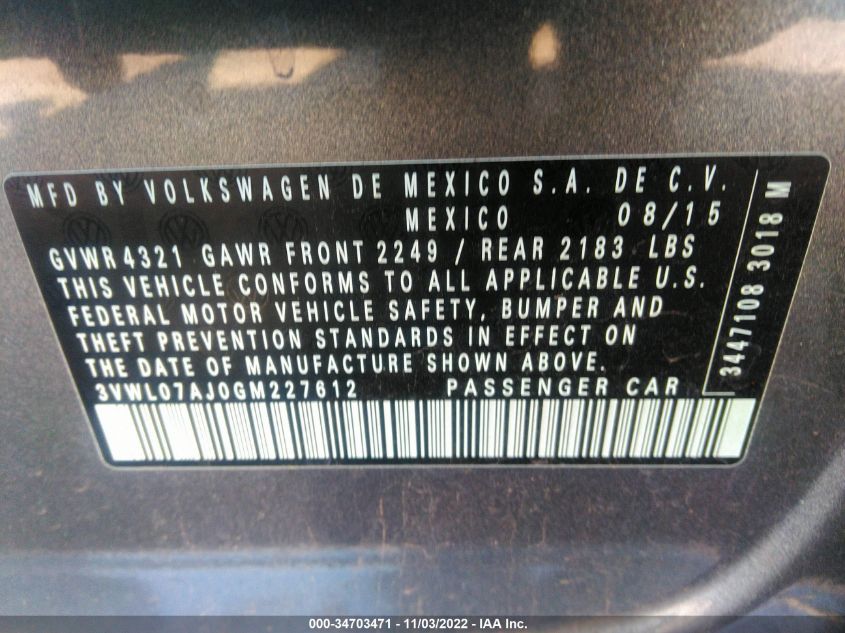 MFD BY VOLKSWAGEN DE MEXICO S.A. DE C.V.
MEXICO 08/15
GVWR4321 GAWR FRONT 2249 / REAR 2183 LBS
THIS VEHICLE CONFORMS TO ALL APPLICABLE U.S.
FEDERAL MOTOR VEHICLE SAFETY, BUMPER AND
THEFT PREVENTION STANDARDS IN EFFECT ON
THE DATE OF MANUFACTURE SHOWN ABOVE.
3VWL07AJ0GM227612 PASSENGER CAR
3447108 3018 M
000-34703471 - 11/03/2022 - IAA Inc.